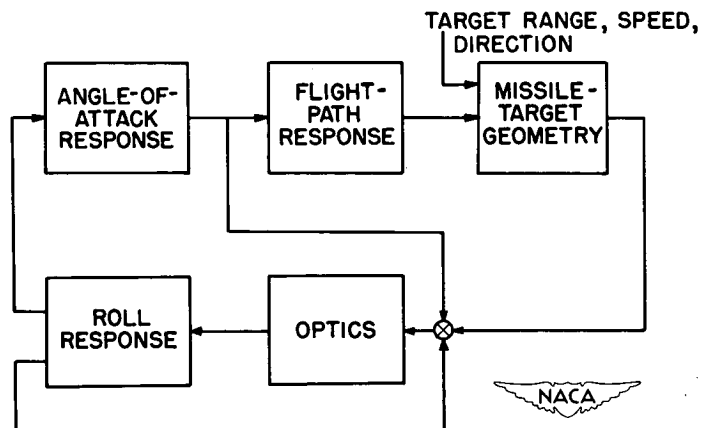 TARGET RANGE, SPEED,
DIRECTION
ANGLE-OF-
ATTACK
RESPONSE
FLIGHT-
PATH
RESPONSE
MISSILE-
TARGET
GEOMETRY
ROLL
RESPONSE
OPTICS
NACA